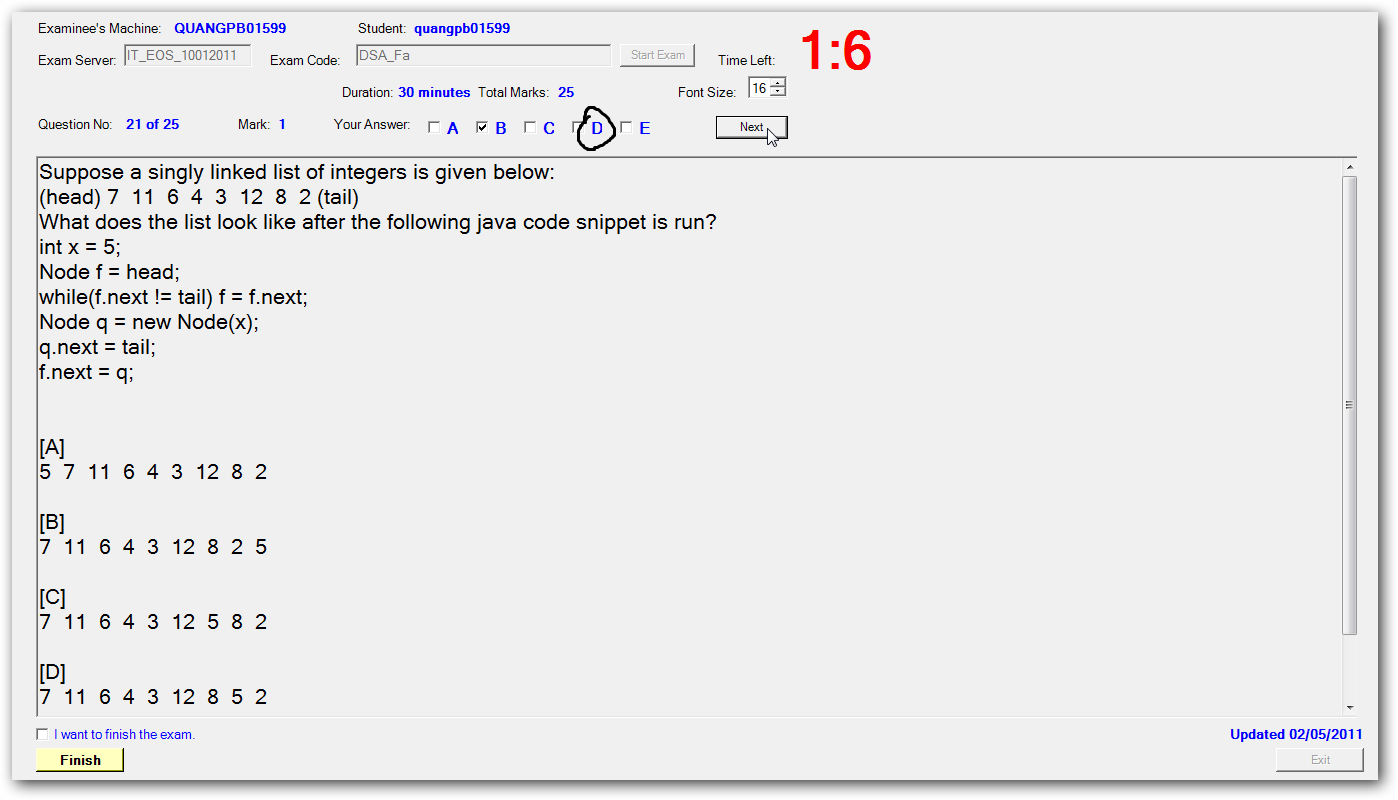 Examinee's Machine: QUANGPB01599 Student: quangpb01599
Exam Server: IT_EOS_10012011 Exam Code: DSA_Fa Start Exam Time Left: 1:6
Duration: 30 minutes Total Marks: 25 Font Size: 16
Question No: 21 of 25 Mark: 1 Your Answer: A B C D E Next
Suppose a singly linked list of integers is given below:
(head) 7 11 6 4 3 12 8 2 (tail)
What does the list look like after the following java code snippet is run?
int x = 5;
Node f = head;
while(f.next != tail) f = f.next;
Node q = new Node(x);
q.next = tail;
f.next = q;
[A]
5 7 11 6 4 3 12 8 2
[B]
7 11 6 4 3 12 8 2 5
[C]
7 11 6 4 3 12 5 8 2
[D]
7 11 6 4 3 12 8 5 2
I want to finish the exam. Updated 02/05/2011
Finish Exit